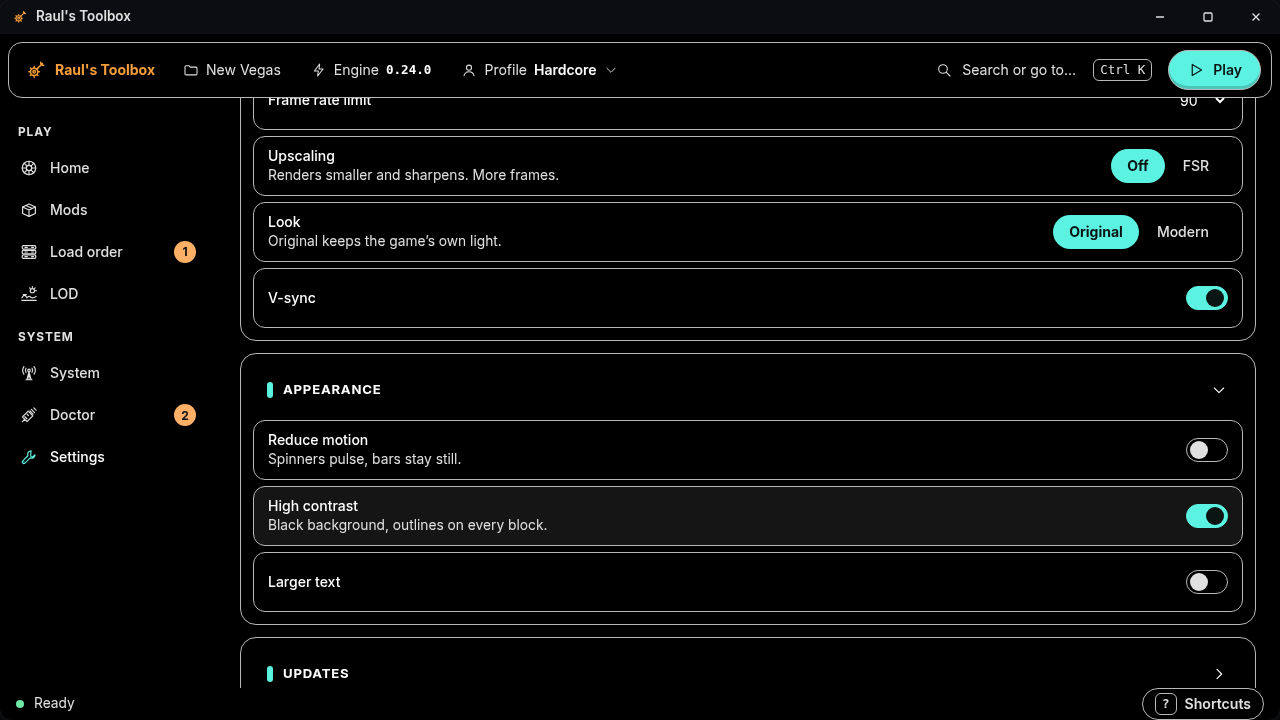 Raul's Toolbox
Raul's Toolbox
New Vegas
Engine 0.24.0
Profile Hardcore
Search or go to...
Ctrl K
Play
PLAY
Home
Mods
Load order
1
LOD
SYSTEM
System
Doctor
2
Settings
Frame rate limit
90
Upscaling
Renders smaller and sharpens. More frames.
Off
FSR
Look
Original keeps the game’s own light.
Original
Modern
V-sync
APPEARANCE
Reduce motion
Spinners pulse, bars stay still.
High contrast
Black background, outlines on every block.
Larger text
UPDATES
Ready
? Shortcuts